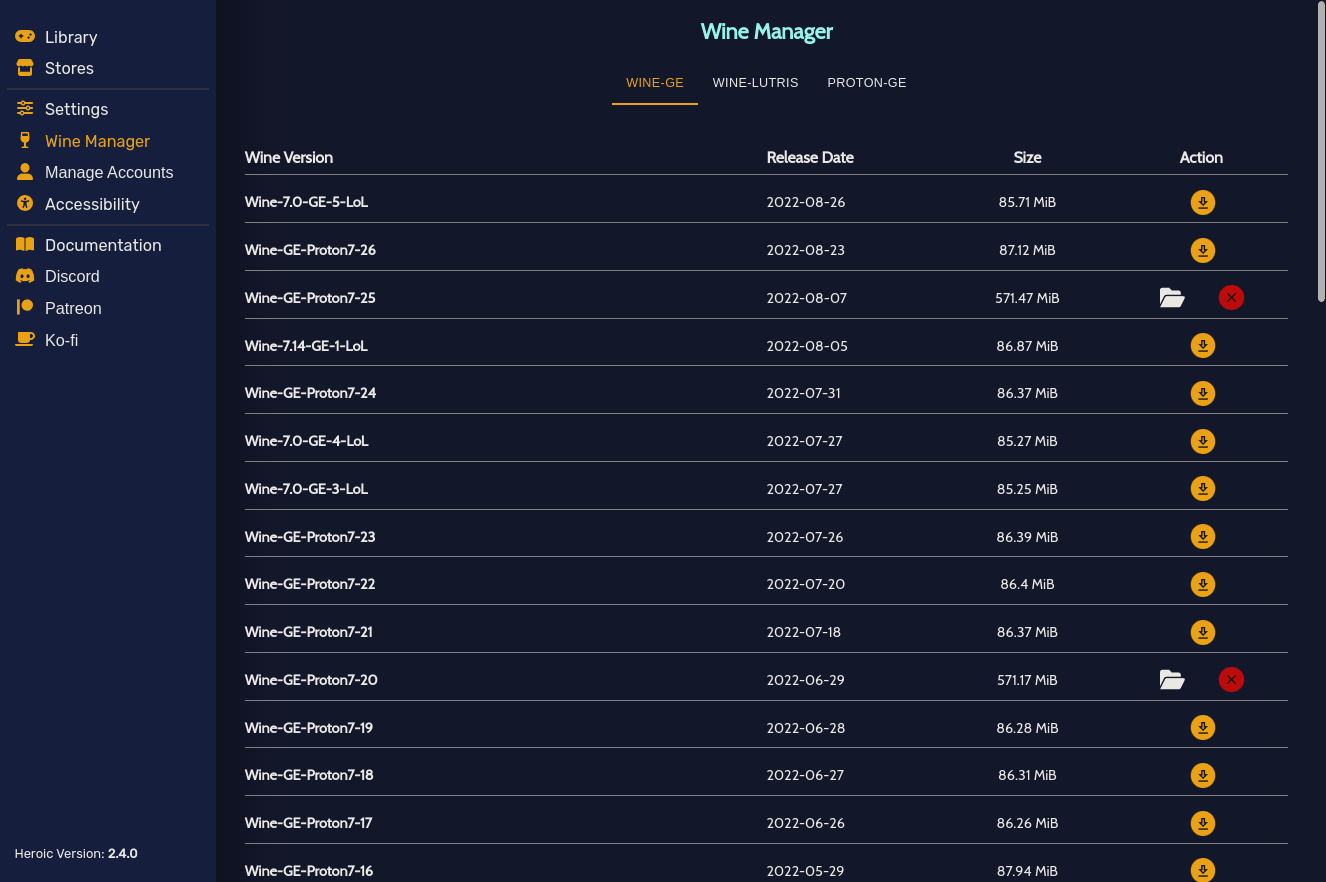 Library
Stores
Settings
Wine Manager
Manage Accounts
Accessibility
Documentation
Discord
Patreon
Ko-fi
Heroic Version: 2.4.0
Wine Manager
WINE-GE WINE-LUTRIS PROTON-GE
Wine Version Release Date Size Action
Wine-7.0-GE-5-LoL 2022-08-26 85.71 MiB
Wine-GE-Proton7-26 2022-08-23 87.12 MiB
Wine-GE-Proton7-25 2022-08-07 571.47 MiB
Wine-7.14-GE-1-LoL 2022-08-05 86.87 MiB
Wine-GE-Proton7-24 2022-07-31 86.37 MiB
Wine-7.0-GE-4-LoL 2022-07-27 85.27 MiB
Wine-7.0-GE-3-LoL 2022-07-27 85.25 MiB
Wine-GE-Proton7-23 2022-07-26 86.39 MiB
Wine-GE-Proton7-22 2022-07-20 86.4 MiB
Wine-GE-Proton7-21 2022-07-18 86.37 MiB
Wine-GE-Proton7-20 2022-06-29 571.17 MiB
Wine-GE-Proton7-19 2022-06-28 86.28 MiB
Wine-GE-Proton7-18 2022-06-27 86.31 MiB
Wine-GE-Proton7-17 2022-06-26 86.26 MiB
Wine-GE-Proton7-16 2022-05-29 87.94 MiB